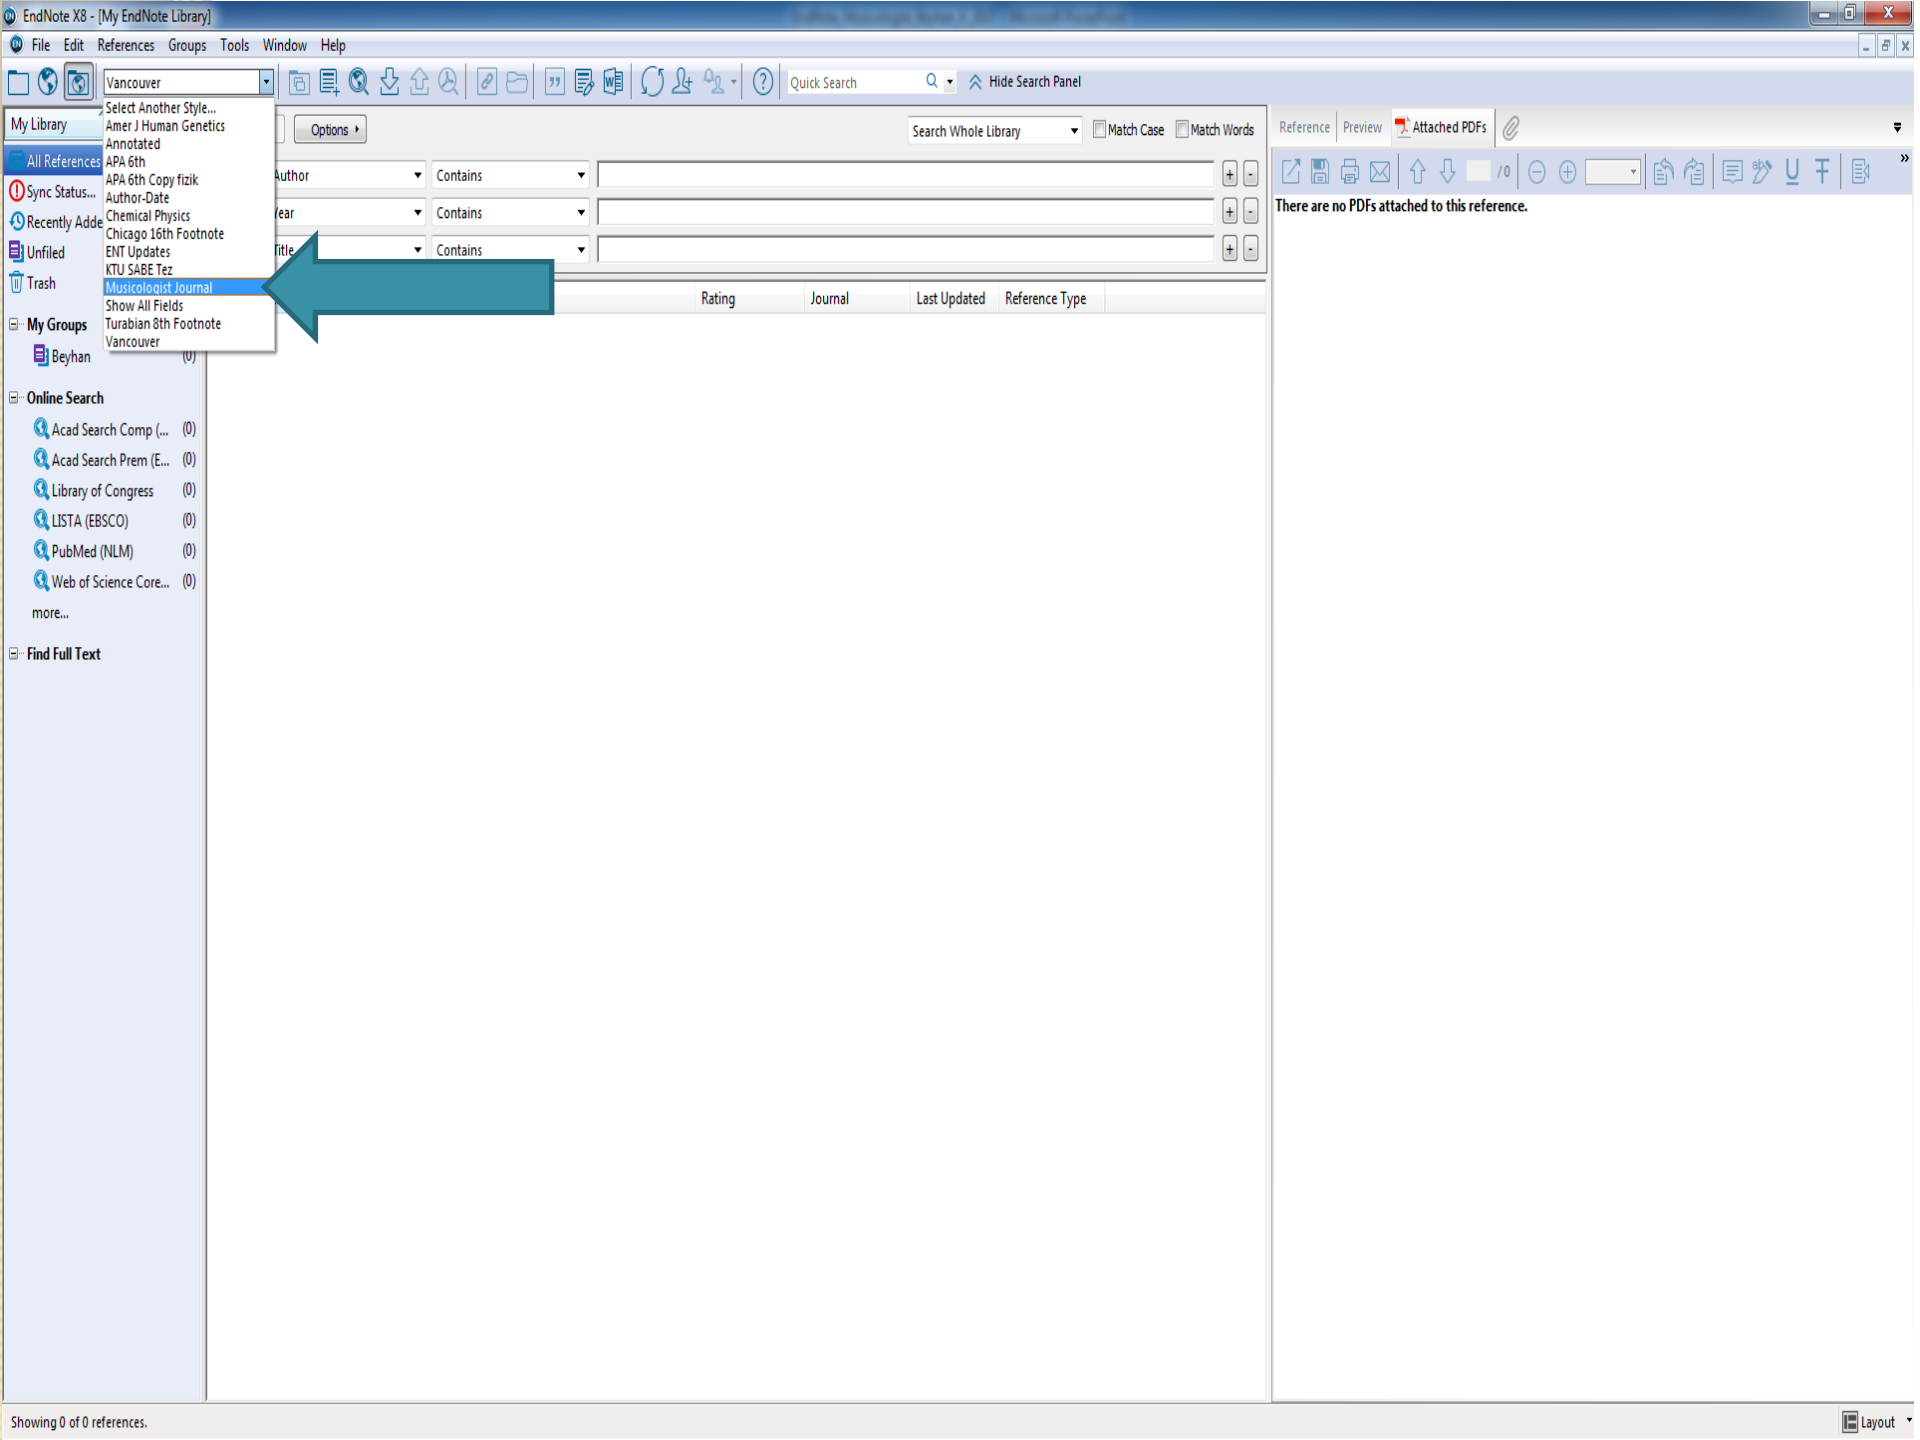 EndNote X8 - [My EndNote Library]
File Edit References Groups Tools Window Help
Vancouver
Quick Search
Hide Search Panel
Select Another Style...
Amer J Human Genetics
Annotated
APA 6th
APA 6th Copy fizik
Author-Date
Chemical Physics
Chicago 16th Footnote
ENT Updates
KTU SABE Tez
Musicologist Journal
Show All Fields
Turabian 8th Footnote
Vancouver
My Library
All References
Sync Status...
Recently Adde
Unfiled
Trash
My Groups
Beyhan (0)
Online Search
Acad Search Comp (... (0)
Acad Search Prem (E... (0)
Library of Congress (0)
LISTA (EBSCO) (0)
PubMed (NLM) (0)
Web of Science Core... (0)
more...
Find Full Text
Options
Search Whole Library Match Case Match Words
Author Contains + -
Year Contains + -
Title Contains + -
Rating Journal Last Updated Reference Type
Reference Preview Attached PDFs
/0
There are no PDFs attached to this reference.
Showing 0 of 0 references.
Layout